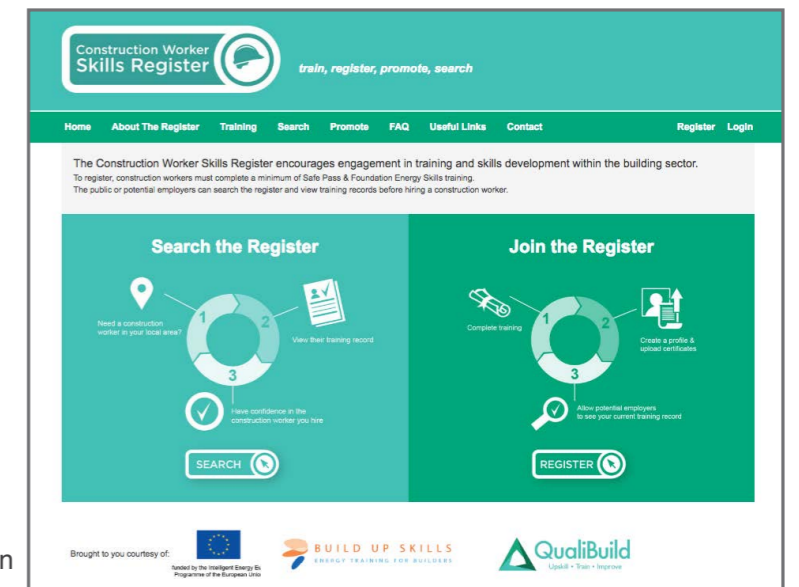 Construction Worker
Skills Register
train, register, promote, search
Home About The Register Training Search Promote FAQ Useful Links Contact Register Login
The Construction Worker Skills Register encourages engagement in training and skills development within the building sector.
To register, construction workers must complete a minimum of Safe Pass & Foundation Energy Skills training.
The public or potential employers can search the register and view training records before hiring a construction worker.
Search the Register
1
2
3
Need a construction
worker in your local area?
View their training record
Have confidence in the
construction worker you hire
SEARCH
Join the Register
1
2
3
Complete training
Create a profile &
upload certificates
Allow potential employers
to see your current training record
REGISTER
n
Brought to you courtesy of:
funded by the Intelligent Energy Eu
Programme of the European Unio
BUILD UP SKILLS
ENERGY TRAINING FOR BUILDERS
QualiBuild
Upskill • Train • Improve